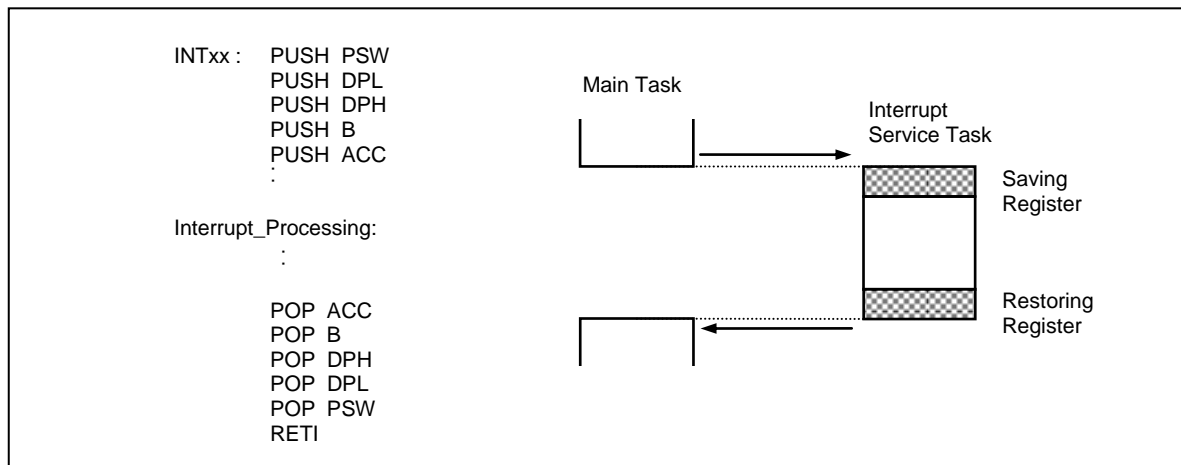 INTxx :    PUSH  PSW
PUSH  DPL
PUSH  DPH
PUSH  B
PUSH  ACC
:
Interrupt_Processing:
:
POP  ACC
POP  B
POP  DPH
POP  DPL
POP  PSW
RETI
Main Task
Interrupt
Service Task
Saving
Register
Restoring
Register